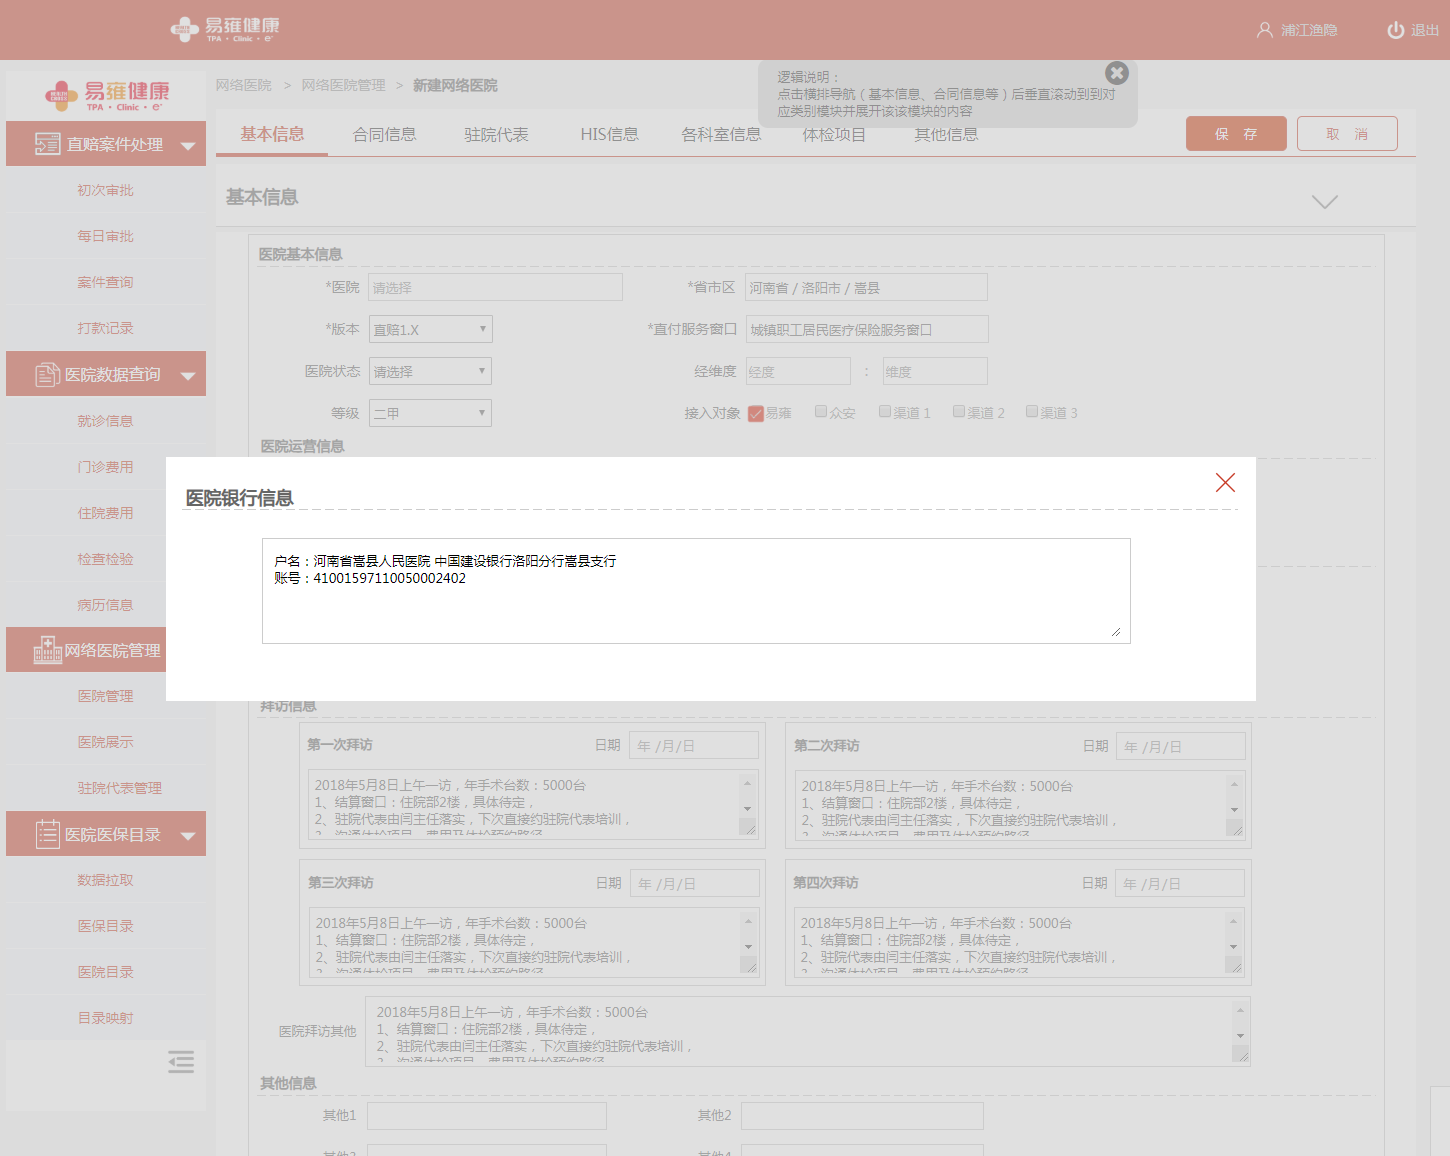 易雍健康
TPA · Clinic · e⁺
浦江渔隐
退出
易雍健康
TPA · Clinic · e⁺
直赔案件处理
初次审批
每日审批
案件查询
打款记录
医院数据查询
就诊信息
门诊费用
住院费用
检查检验
病历信息
网络医院管理
医院管理
医院展示
驻院代表管理
医院医保目录
数据拉取
医保目录
医院目录
目录映射
网络医院 > 网络医院管理 > 新建网络医院
逻辑说明：
点击横排导航（基本信息、合同信息等）后垂直滚动到到对
应类别模块并展开该该模块的内容
基本信息 合同信息 驻院代表 HIS信息 各科室信息 体检项目 其他信息
保 存 取 消
基本信息
医院基本信息
*医院 请选择 *省市区 河南省 / 洛阳市 / 嵩县
*版本 直赔1.X *直付服务窗口 城镇职工居民医疗保险服务窗口
医院状态 请选择 经维度 经度 : 维度
等级 二甲 接入对象 易雍 众安 渠道 1 渠道 2 渠道 3
医院运营信息
医院银行信息
户名：河南省嵩县人民医院 中国建设银行洛阳分行嵩县支行
账号：41001597110050002402
拜访信息
第一次拜访 日期 年 /月/日
2018年5月8日上午一访，年手术台数：5000台
1、结算窗口：住院部2楼，具体待定，
2、驻院代表由闫主任落实，下次直接约驻院代表培训，
第二次拜访 日期 年 /月/日
2018年5月8日上午一访，年手术台数：5000台
1、结算窗口：住院部2楼，具体待定，
2、驻院代表由闫主任落实，下次直接约驻院代表培训，
第三次拜访 日期 年 /月/日
2018年5月8日上午一访，年手术台数：5000台
1、结算窗口：住院部2楼，具体待定，
2、驻院代表由闫主任落实，下次直接约驻院代表培训，
第四次拜访 日期 年 /月/日
2018年5月8日上午一访，年手术台数：5000台
1、结算窗口：住院部2楼，具体待定，
2、驻院代表由闫主任落实，下次直接约驻院代表培训，
医院拜访其他
2018年5月8日上午一访，年手术台数：5000台
1、结算窗口：住院部2楼，具体待定，
2、驻院代表由闫主任落实，下次直接约驻院代表培训，
其他信息
其他1 其他2